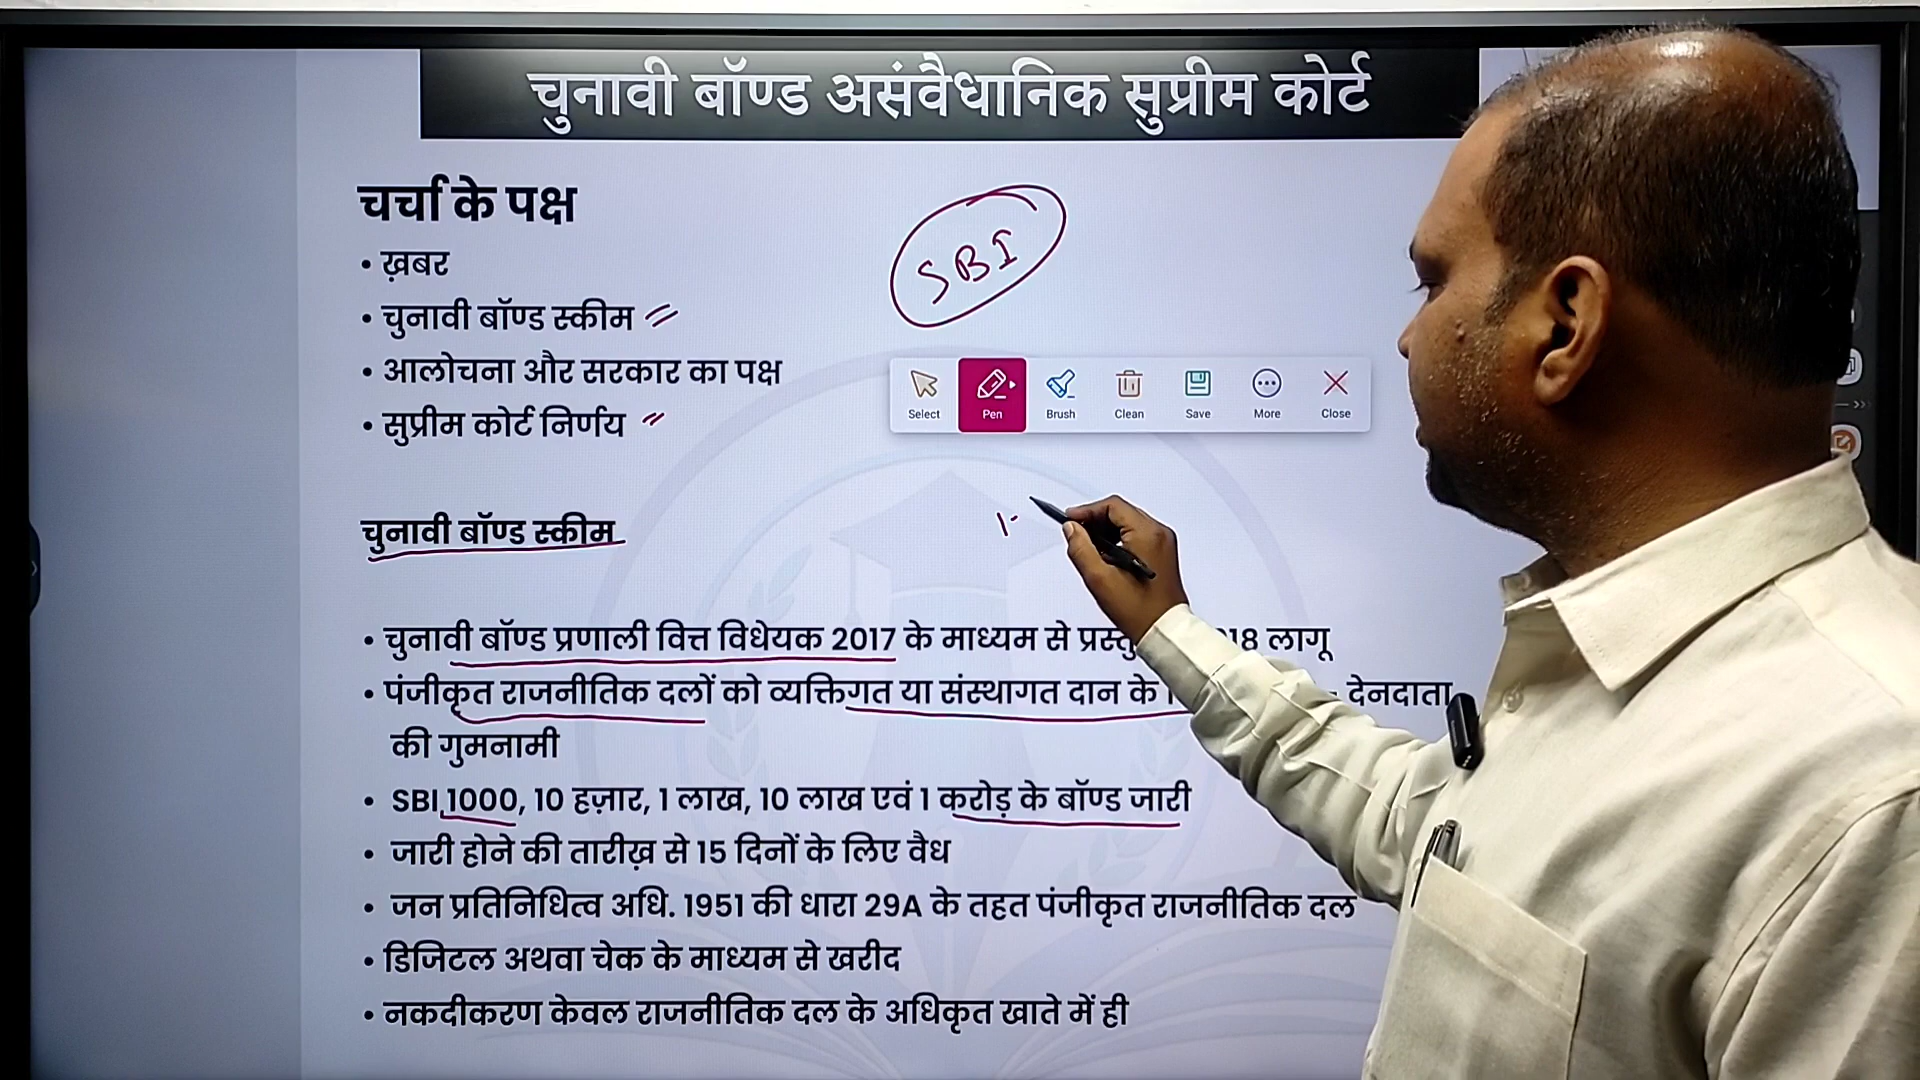 चुनावी बॉण्ड असंवैधानिक सुप्रीम कोर्ट
चर्चा के पक्ष
• ख़बर
• चुनावी बॉण्ड स्कीम
• आलोचना और सरकार का पक्ष
• सुप्रीम कोर्ट निर्णय
SBI
Select Pen Brush Clean Save More Close
चुनावी बॉण्ड स्कीम
• चुनावी बॉण्ड प्रणाली वित्त विधेयक 2017 के माध्यम से लागू
• पंजीकृत राजनीतिक दलों को व्यक्तिगत या संस्थागत दान के देनदाता
की गुमनामी
• SBI 1000, 10 हज़ार, 1 लाख, 10 लाख एवं 1 करोड़ के बॉण्ड जारी
• जारी होने की तारीख़ से 15 दिनों के लिए वैध
• जन प्रतिनिधित्व अधि. 1951 की धारा 29A के तहत पंजीकृत राजनीतिक दल
• डिजिटल अथवा चेक के माध्यम से खरीद
• नकदीकरण केवल राजनीतिक दल के अधिकृत खाते में ही